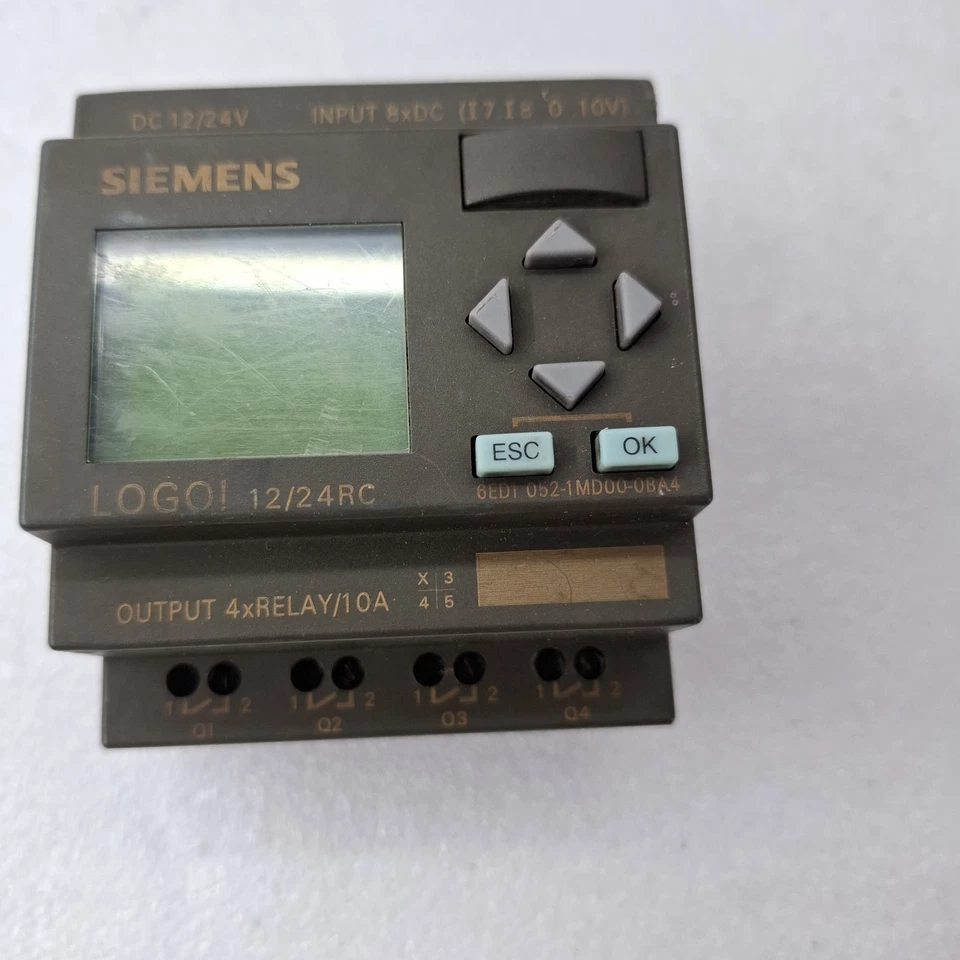 DC 12/24V INPUT 8xDC (I7 I8 0 10V)
SIEMENS
ESC OK
LOGO! 12/24RC
6ED1 052-1MD00-0BA4
X 3
4 5
OUTPUT 4xRELAY/10A
1 2 1 2 1 2 1 2
Q1 Q2 Q3 Q4